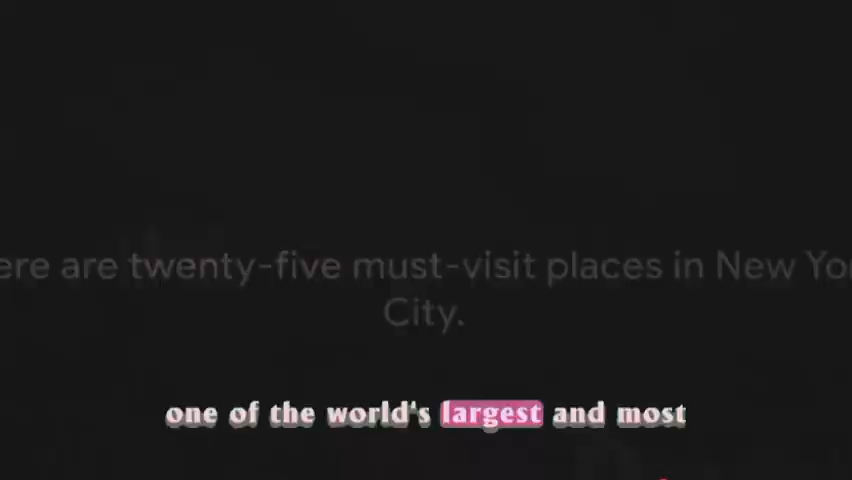 ere are twenty-five must-visit places in New Yo
City.
one of the world's largest and most